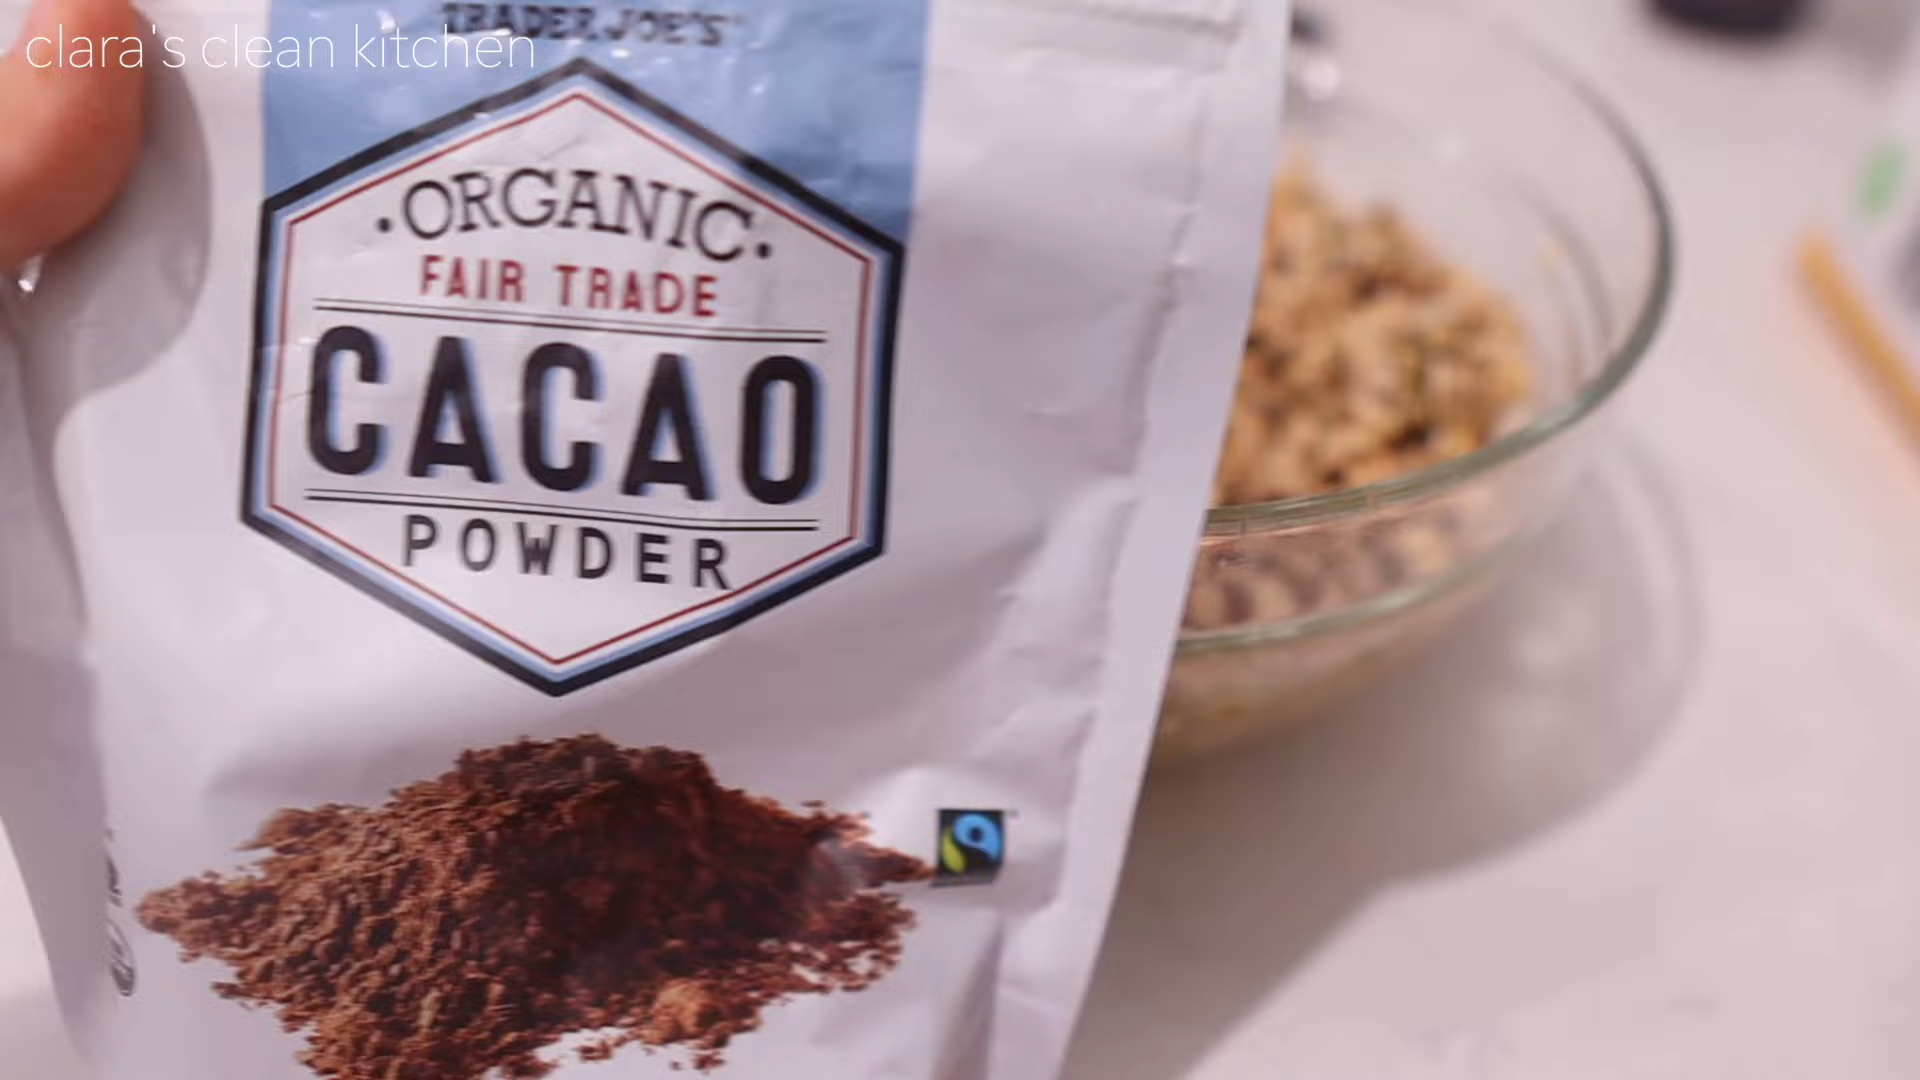 clara's clean kitchen
TRADER JOE'S
·ORGANIC·
FAIR TRADE
CACAO
POWDER